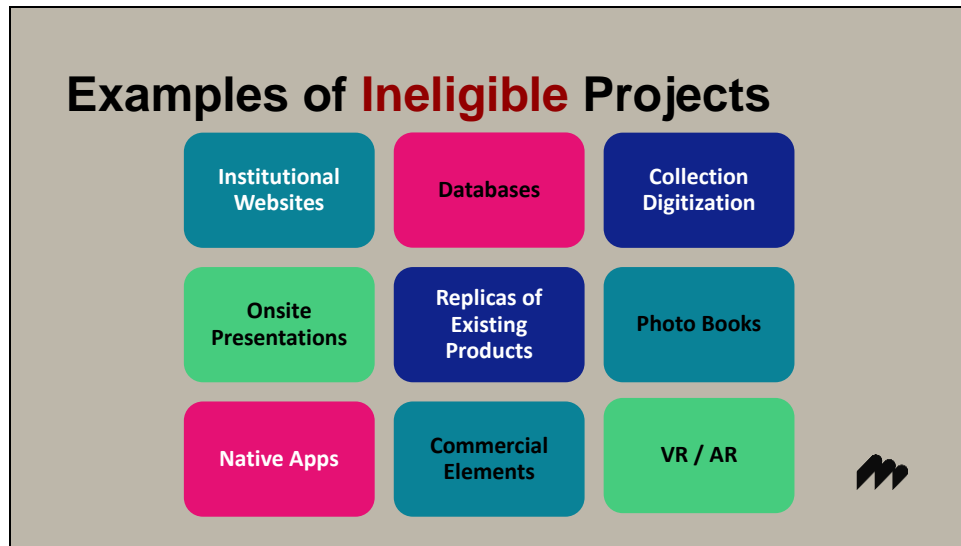 Examples of Ineligible Projects
Institutional
Websites
Databases
Collection
Digitization
Onsite
Presentations
Replicas of
Existing
Products
Photo Books
Native Apps
Commercial
Elements
VR / AR